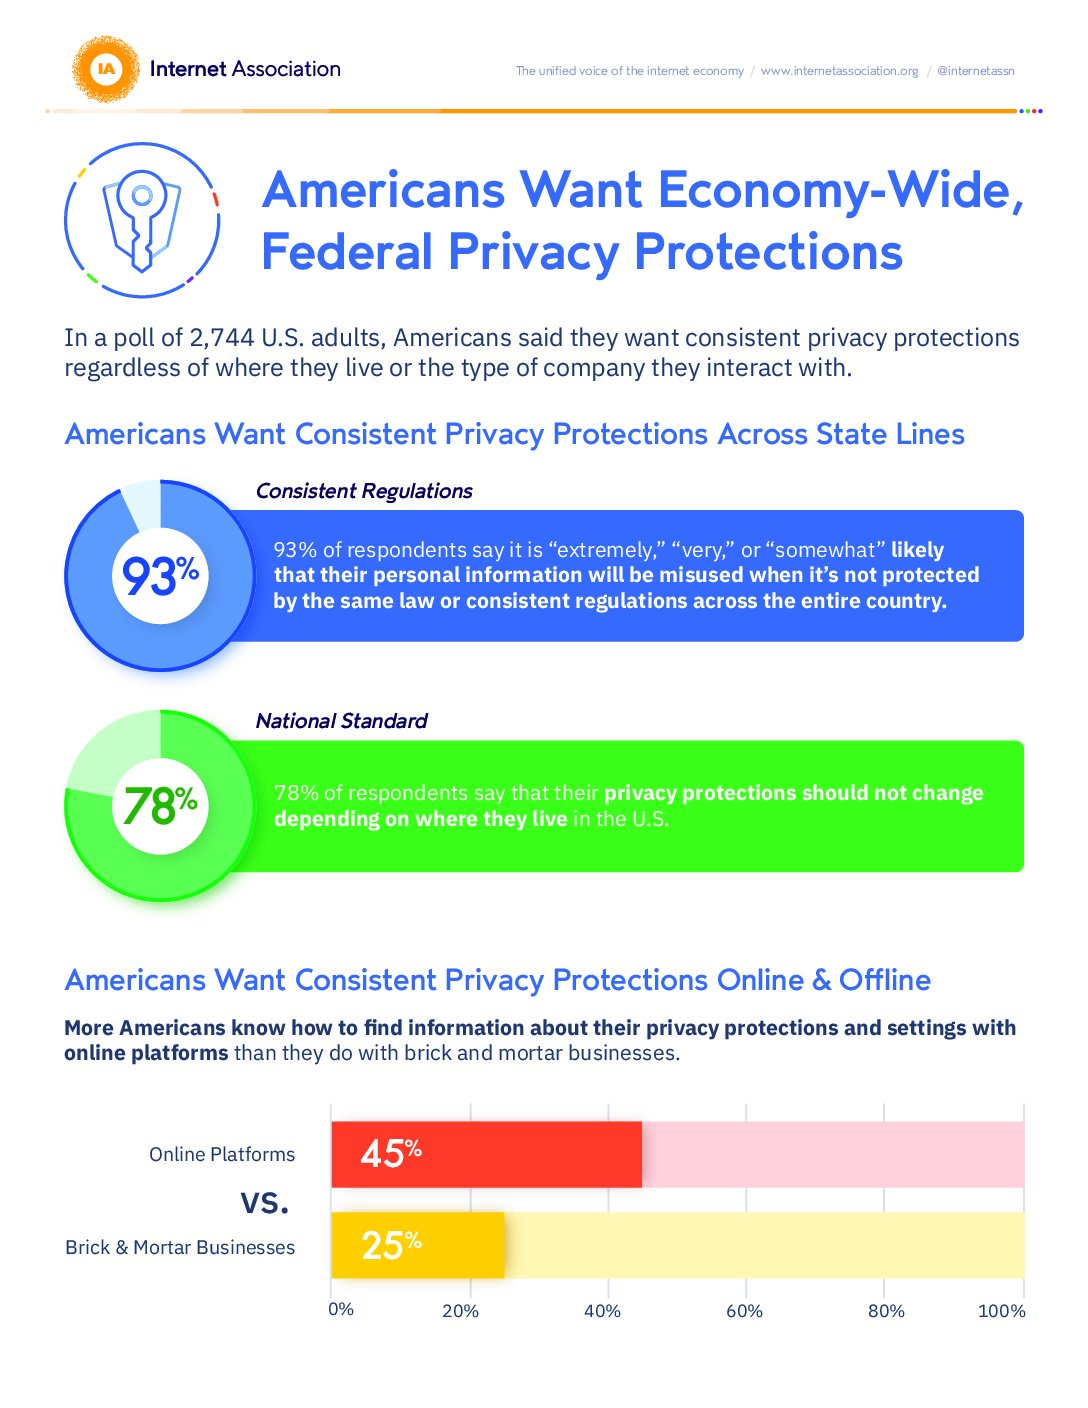 IA
Internet Association
The unified voice of the internet economy / www.internetassociation.org / @internetassn
Americans Want Economy-Wide,
Federal Privacy Protections
In a poll of 2,744 U.S. adults, Americans said they want consistent privacy protections
regardless of where they live or the type of company they interact with.
Americans Want Consistent Privacy Protections Across State Lines
Consistent Regulations
93%
93% of respondents say it is “extremely,” “very,” or “somewhat” likely
that their personal information will be misused when it’s not protected
by the same law or consistent regulations across the entire country.
National Standard
78%
78% of respondents say that their privacy protections should not change
depending on where they live in the U.S.
Americans Want Consistent Privacy Protections Online & Offline
More Americans know how to find information about their privacy protections and settings with
online platforms than they do with brick and mortar businesses.
Online Platforms
45%
vs.
Brick & Mortar Businesses
25%
0% 20% 40% 60% 80% 100%